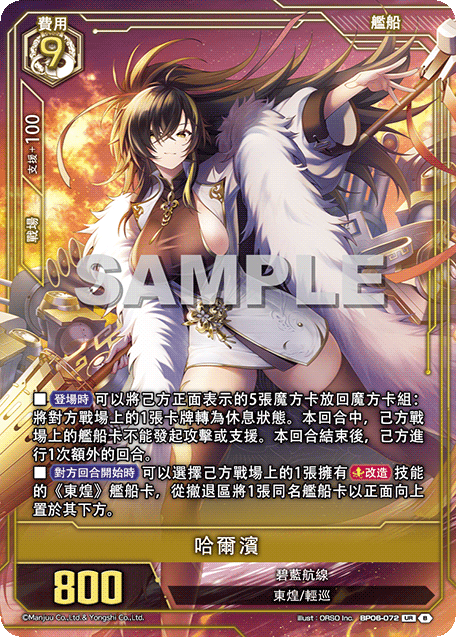 費用
9
艦船
支援+100
戰場
SAMPLE
■ 登場時 可以將己方正面表示的5張魔方卡放回魔方卡組：
將對方戰場上的1張卡牌轉為休息狀態。本回合中，己方戰
場上的艦船卡不能發起攻擊或支援。本回合結束後，己方進
行1次額外的回合。
■ 對方回合開始時 可以選擇己方戰場上的1張擁有 改造 技能
的《東煌》艦船卡，從撤退區將1張同名艦船卡以正面向上
置於其下方。
哈爾濱
800
碧藍航線
東煌/輕巡
©Manjuu Co.,Ltd.& Yongshi Co.,Ltd. illust : ORSO Inc. BP06-072 UR B